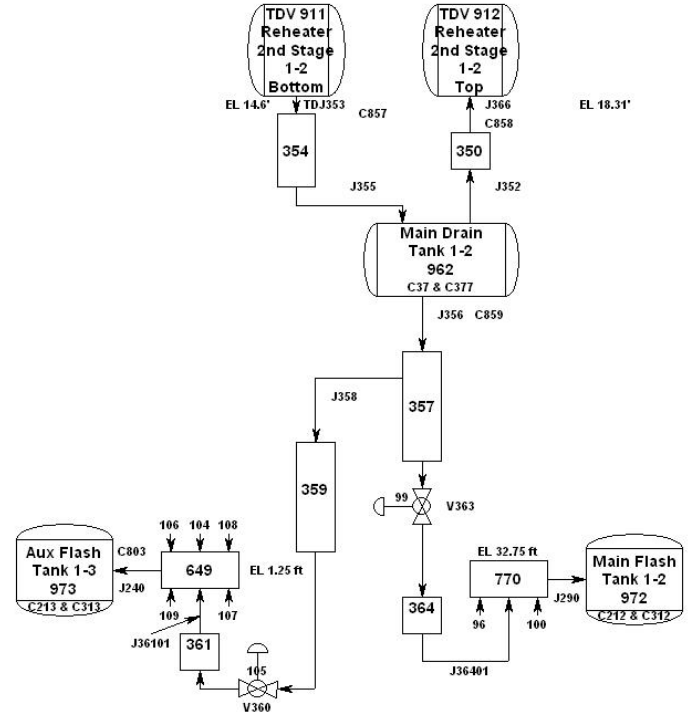 TDV 911
Reheater
2nd Stage
1-2
Bottom
TDV 912
Reheater
2nd Stage
1-2
Top
EL 14.6'
TDJ353
C857
J366
C858
EL 18.31'
354
350
J355
J352
Main Drain
Tank 1-2
962
C37 & C377
J356
C859
357
J358
359
99
V363
106
104
108
C803
Aux Flash
Tank 1-3
973
C213 & C313
J240
649
EL 1.25 ft
109
107
J36101
361
105
V360
364
EL 32.75 ft
770
J290
96
100
Main Flash
Tank 1-2
972
C212 & C312
J36401